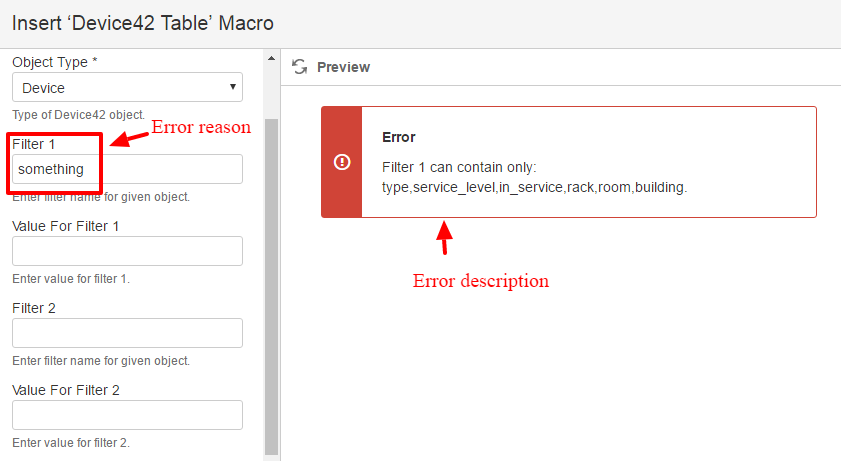 Insert ‘Device42 Table’ Macro
Object Type *
Device
Type of Device42 object.
Error reason
Filter 1
something
Enter filter name for given object.
Value For Filter 1
Enter value for filter 1.
Filter 2
Enter filter name for given object.
Value For Filter 2
Enter value for filter 2.
Preview
Error
Filter 1 can contain only:
type,service_level,in_service,rack,room,building.
Error description